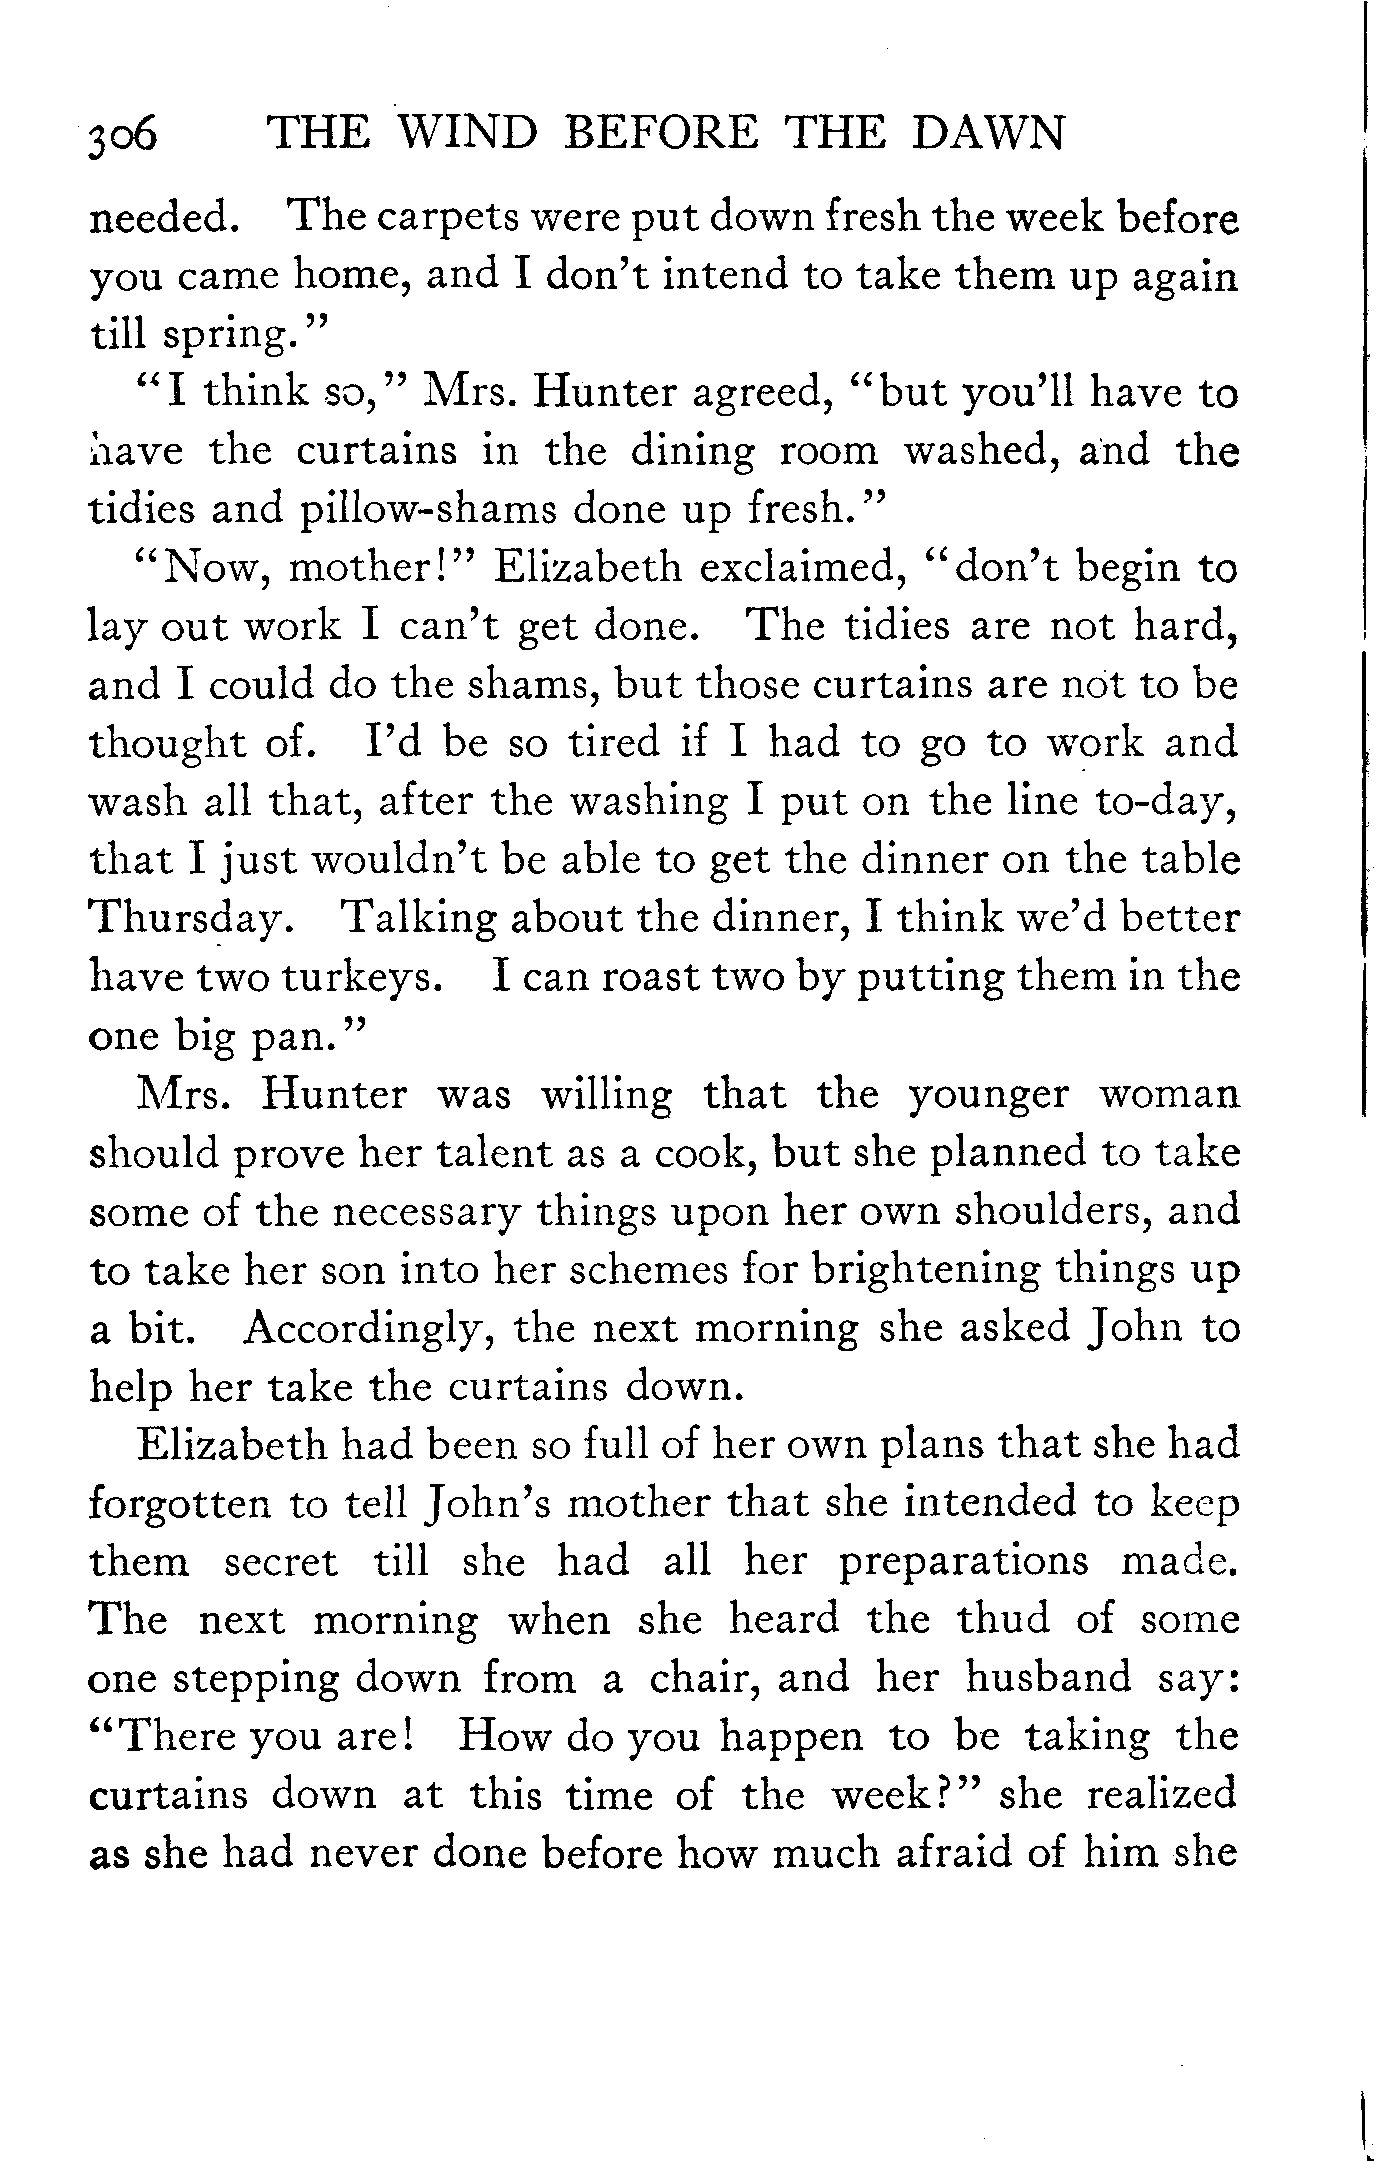 306 THE WIND BEFORE THE DAWN
needed. The carpets were put down fresh the week before
you came home, and I don't intend to take them up again
till spring."
"I think so," Mrs. Hunter agreed, "but you'll have to
have the curtains in the dining room washed, and the
tidies and pillow-shams done up fresh."
"Now, mother!" Elizabeth exclaimed, "don't begin to
lay out work I can't get done. The tidies are not hard,
and I could do the shams, but those curtains are not to be
thought of. I'd be so tired if I had to go to work and
wash all that, after the washing I put on the line to-day,
that I just wouldn't be able to get the dinner on the table
Thursday. Talking about the dinner, I think we'd better
have two turkeys. I can roast two by putting them in the
one big pan."
Mrs. Hunter was willing that the younger woman
should prove her talent as a cook, but she planned to take
some of the necessary things upon her own shoulders, and
to take her son into her schemes for brightening things up
a bit. Accordingly, the next morning she asked John to
help her take the curtains down.
Elizabeth had been so full of her own plans that she had
forgotten to tell John's mother that she intended to keep
them secret till she had all her preparations made.
The next morning when she heard the thud of some
one stepping down from a chair, and her husband say:
"There you are! How do you happen to be taking the
curtains down at this time of the week?" she realized
as she had never done before how much afraid of him she